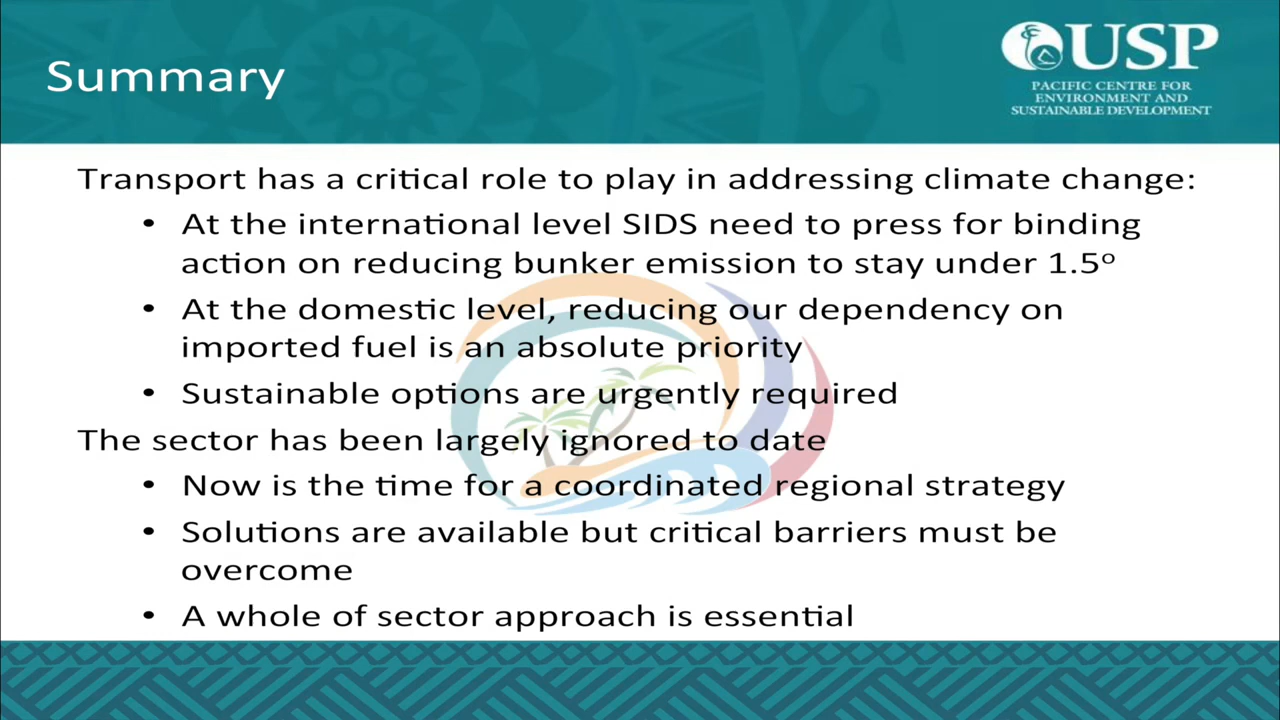 Summary
USP
PACIFIC CENTRE FOR
ENVIRONMENT AND
SUSTAINABLE DEVELOPMENT
Transport has a critical role to play in addressing climate change:
• At the international level SIDS need to press for binding
action on reducing bunker emission to stay under 1.5º
• At the domestic level, reducing our dependency on
imported fuel is an absolute priority
• Sustainable options are urgently required
The sector has been largely ignored to date
• Now is the time for a coordinated regional strategy
• Solutions are available but critical barriers must be
overcome
• A whole of sector approach is essential